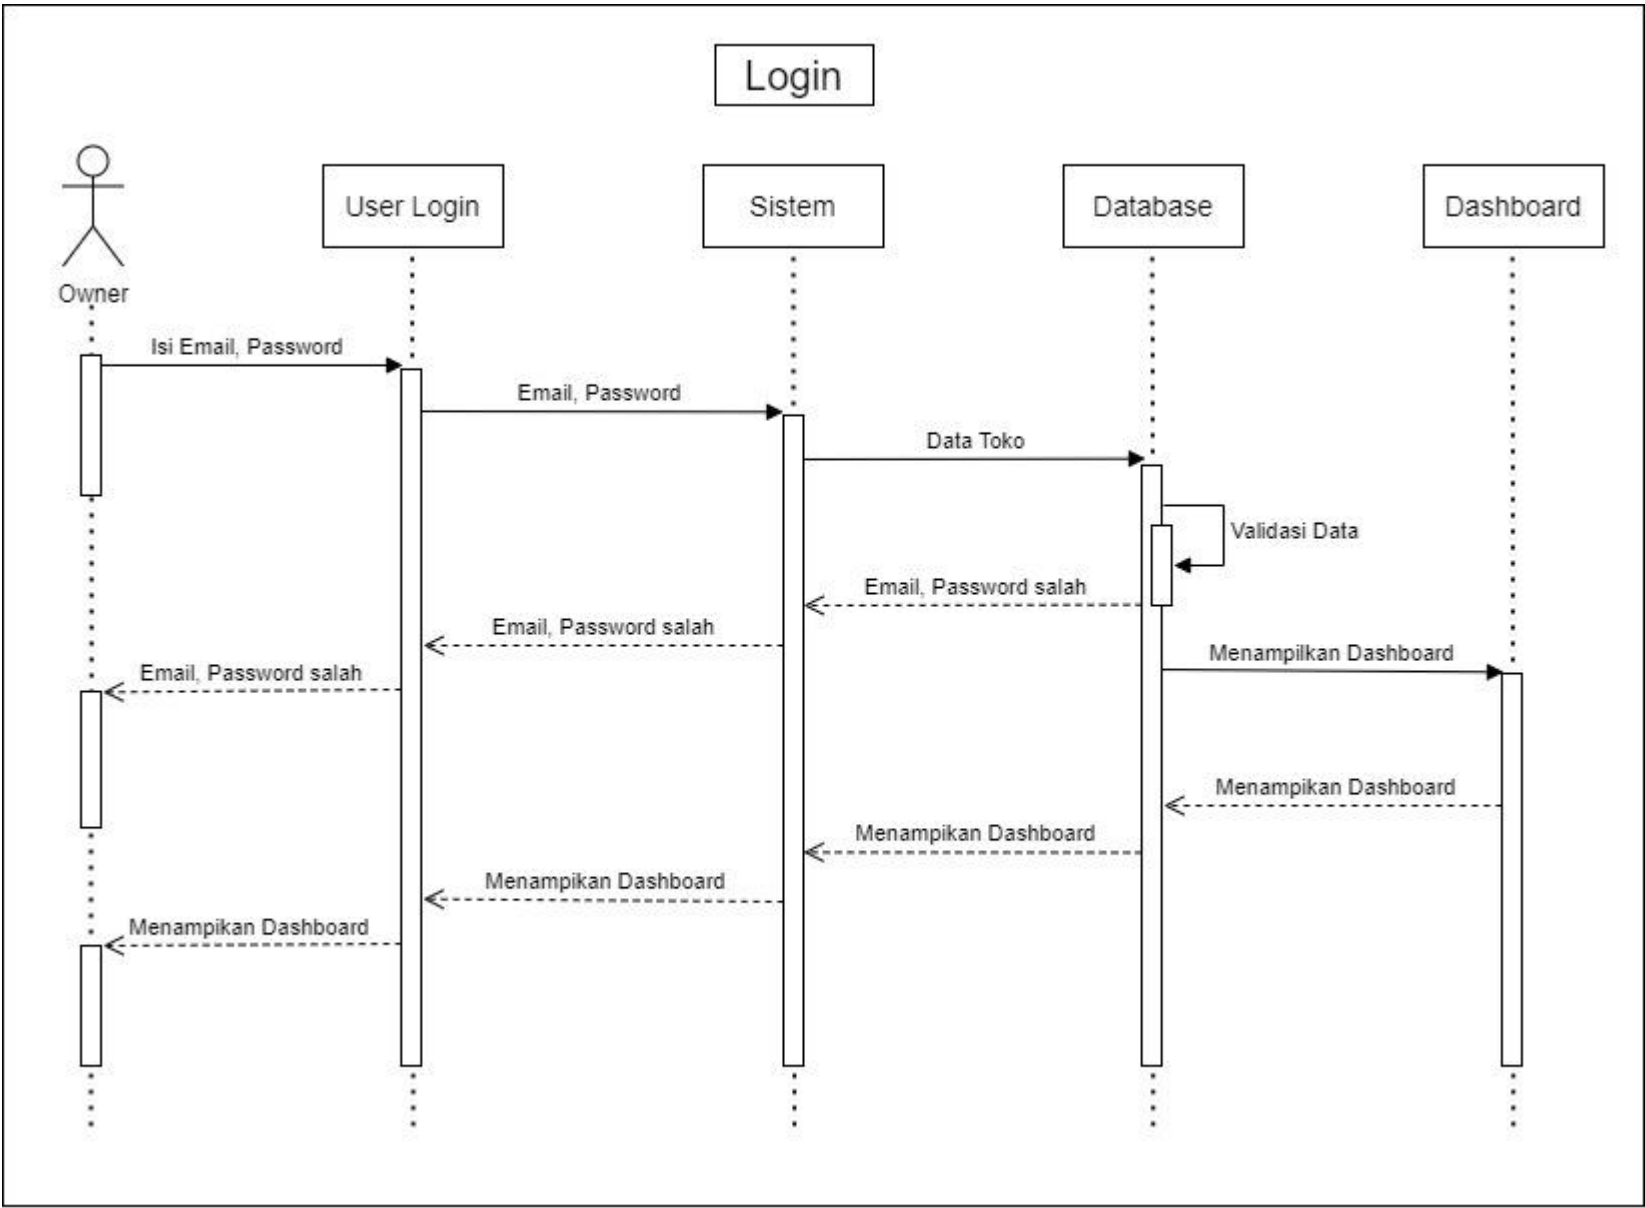 Login
User Login
Sistem
Database
Dashboard
Owner
Isi Email, Password
Email, Password
Data Toko
Validasi Data
Email, Password salah
Email, Password salah
Menampilkan Dashboard
Email, Password salah
Menampikan Dashboard
Menampikan Dashboard
Menampikan Dashboard
Menampikan Dashboard